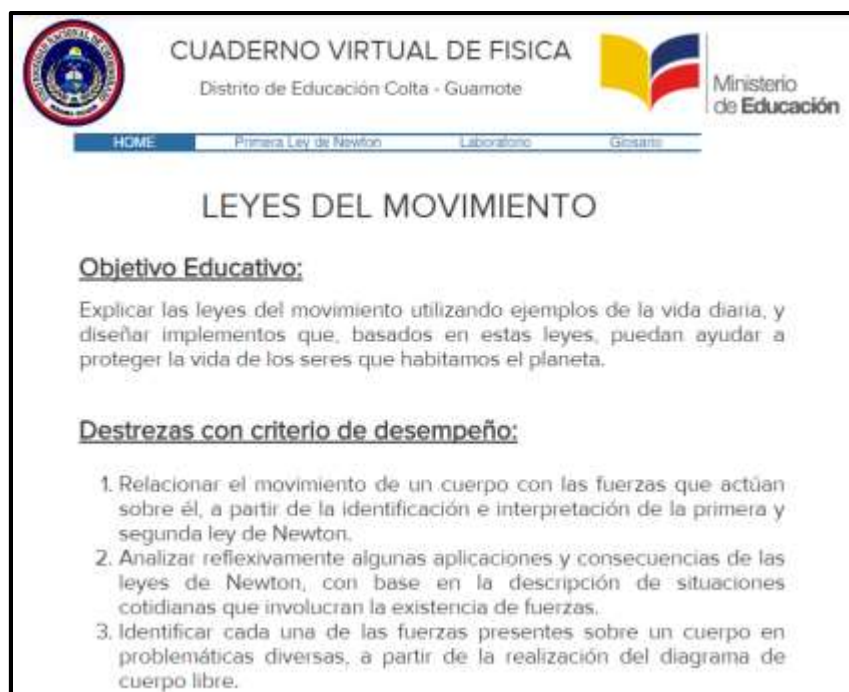 CUADERNO VIRTUAL DE FISICA
Distrito de Educación Colta - Guamote
Ministerio
de Educación
HOME Primera Ley de Newton Laboratorio Glosario
LEYES DEL MOVIMIENTO
Objetivo Educativo:
Explicar las leyes del movimiento utilizando ejemplos de la vida diaria, y
diseñar implementos que, basados en estas leyes, puedan ayudar a
proteger la vida de los seres que habitamos el planeta.
Destrezas con criterio de desempeño:
1. Relacionar el movimiento de un cuerpo con las fuerzas que actúan
sobre él, a partir de la identificación e interpretación de la primera y
segunda ley de Newton.
2. Analizar reflexivamente algunas aplicaciones y consecuencias de las
leyes de Newton, con base en la descripción de situaciones
cotidianas que involucran la existencia de fuerzas.
3. Identificar cada una de las fuerzas presentes sobre un cuerpo en
problemáticas diversas, a partir de la realización del diagrama de
cuerpo libre.